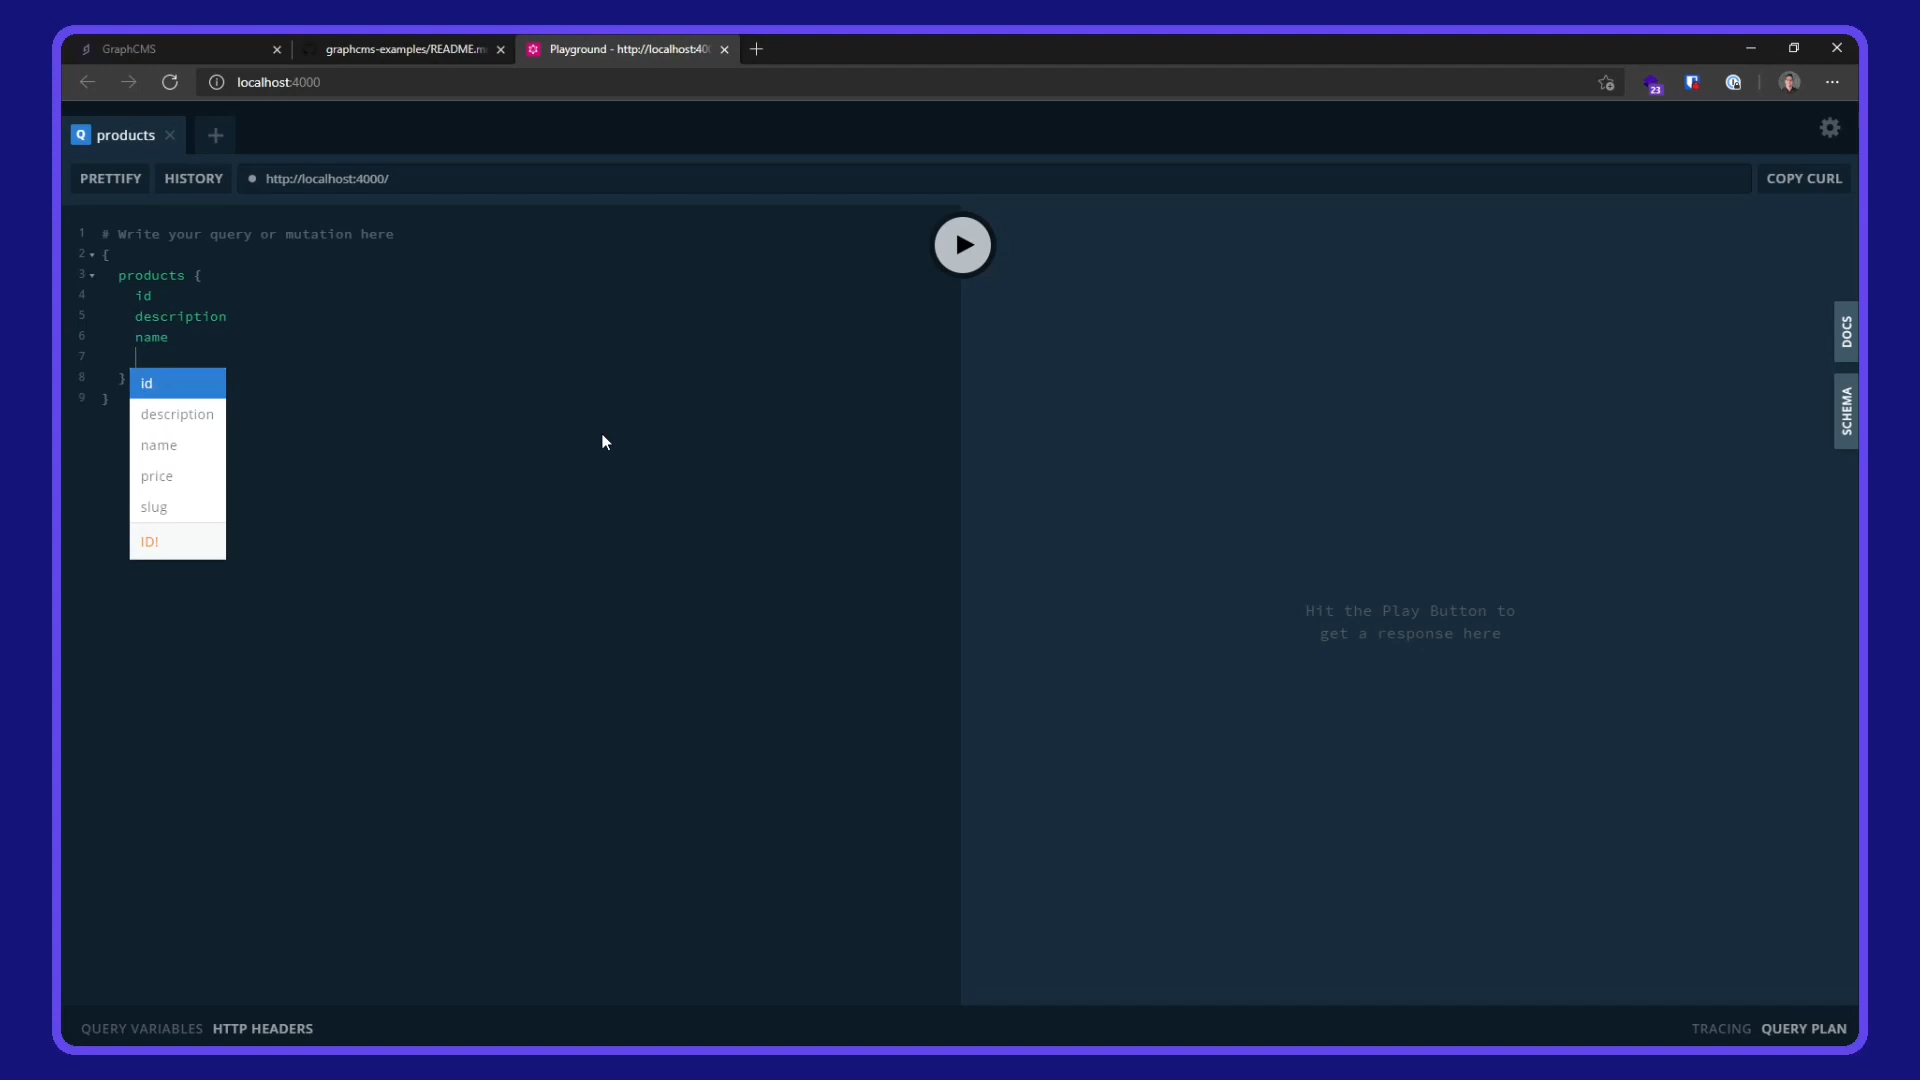 GraphCMS
graphcms-examples/README.m
Playground - http://localhost:40
localhost:4000
23
Q products
PRETTIFY
HISTORY
http://localhost:4000/
COPY CURL
1 # Write your query or mutation here
2 {
3 products {
4 id
5 description
6 name
7
8 }
9 }
id
description
name
price
slug
ID!
DOCS
SCHEMA
Hit the Play Button to
get a response here
QUERY VARIABLES HTTP HEADERS
TRACING QUERY PLAN